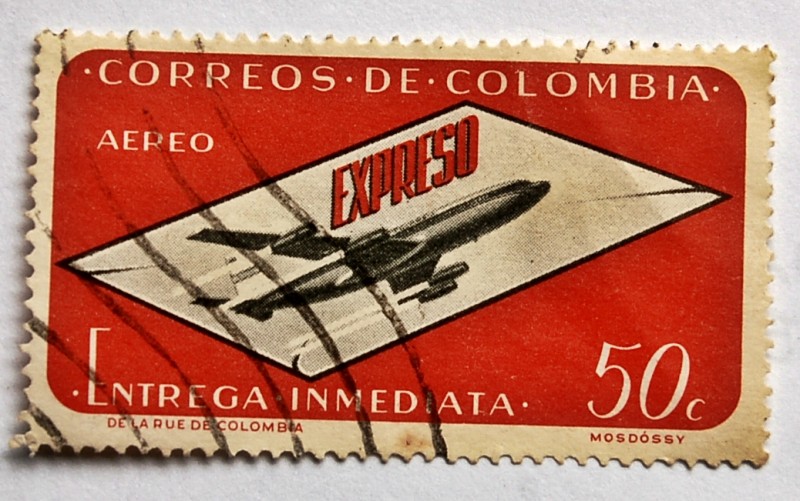 ·CORREOS·DE·COLOMBIA·
AEREO
EXPRESO
·ENTREGA INMEDIATA·
50c
DE LA RUE DE COLOMBIA
MOSDÓSSY